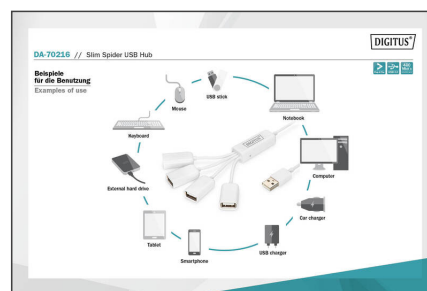 DIGITUS®
DA-70216 // Slim Spider USB Hub
Beispiele
für die Benutzung
Examples of use
USB stick
Mouse
Notebook
Keyboard
DIGITUS
Computer
External hard drive
Car charger
Tablet
USB charger
Smartphone